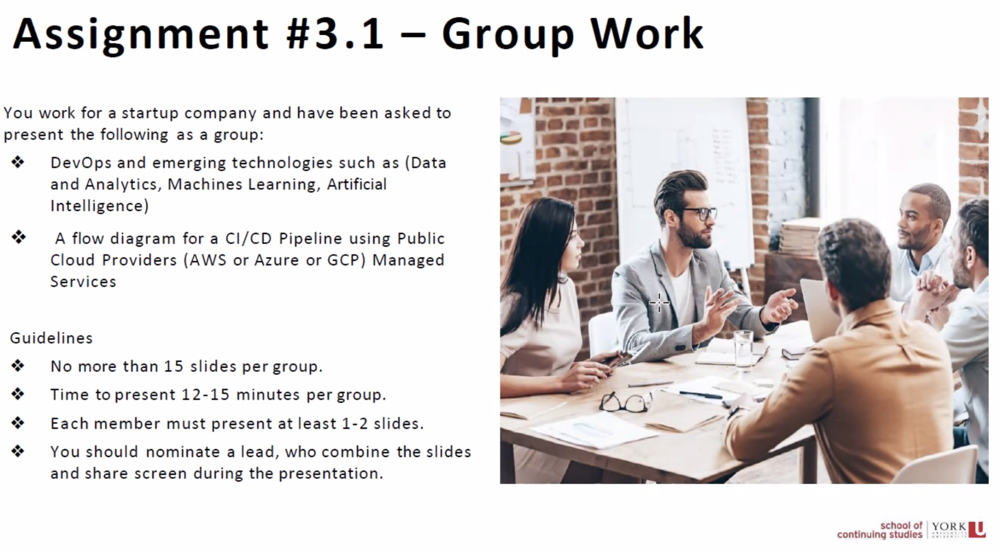 Assignment #3.1 – Group Work
You work for a startup company and have been asked to
present the following as a group:
❖ DevOps and emerging technologies such as (Data
and Analytics, Machines Learning, Artificial
Intelligence)
❖ A flow diagram for a CI/CD Pipeline using Public
Cloud Providers (AWS or Azure or GCP) Managed
Services
Guidelines
❖ No more than 15 slides per group.
❖ Time to present 12-15 minutes per group.
❖ Each member must present at least 1-2 slides.
❖ You should nominate a lead, who combine the slides
and share screen during the presentation.
school of
continuing studies
YORK U